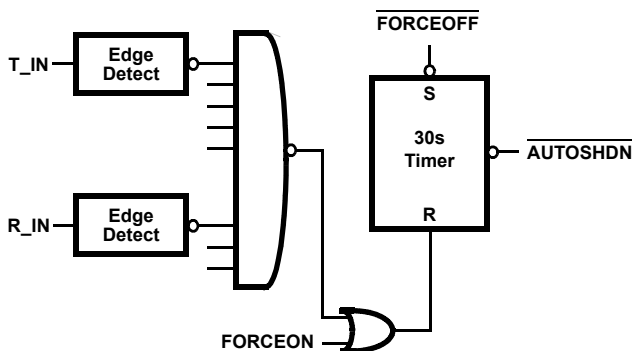 FORCEOFF
T_IN
Edge
Detect
S
30s
Timer
AUTOSHDN
R
R_IN
Edge
Detect
FORCEON